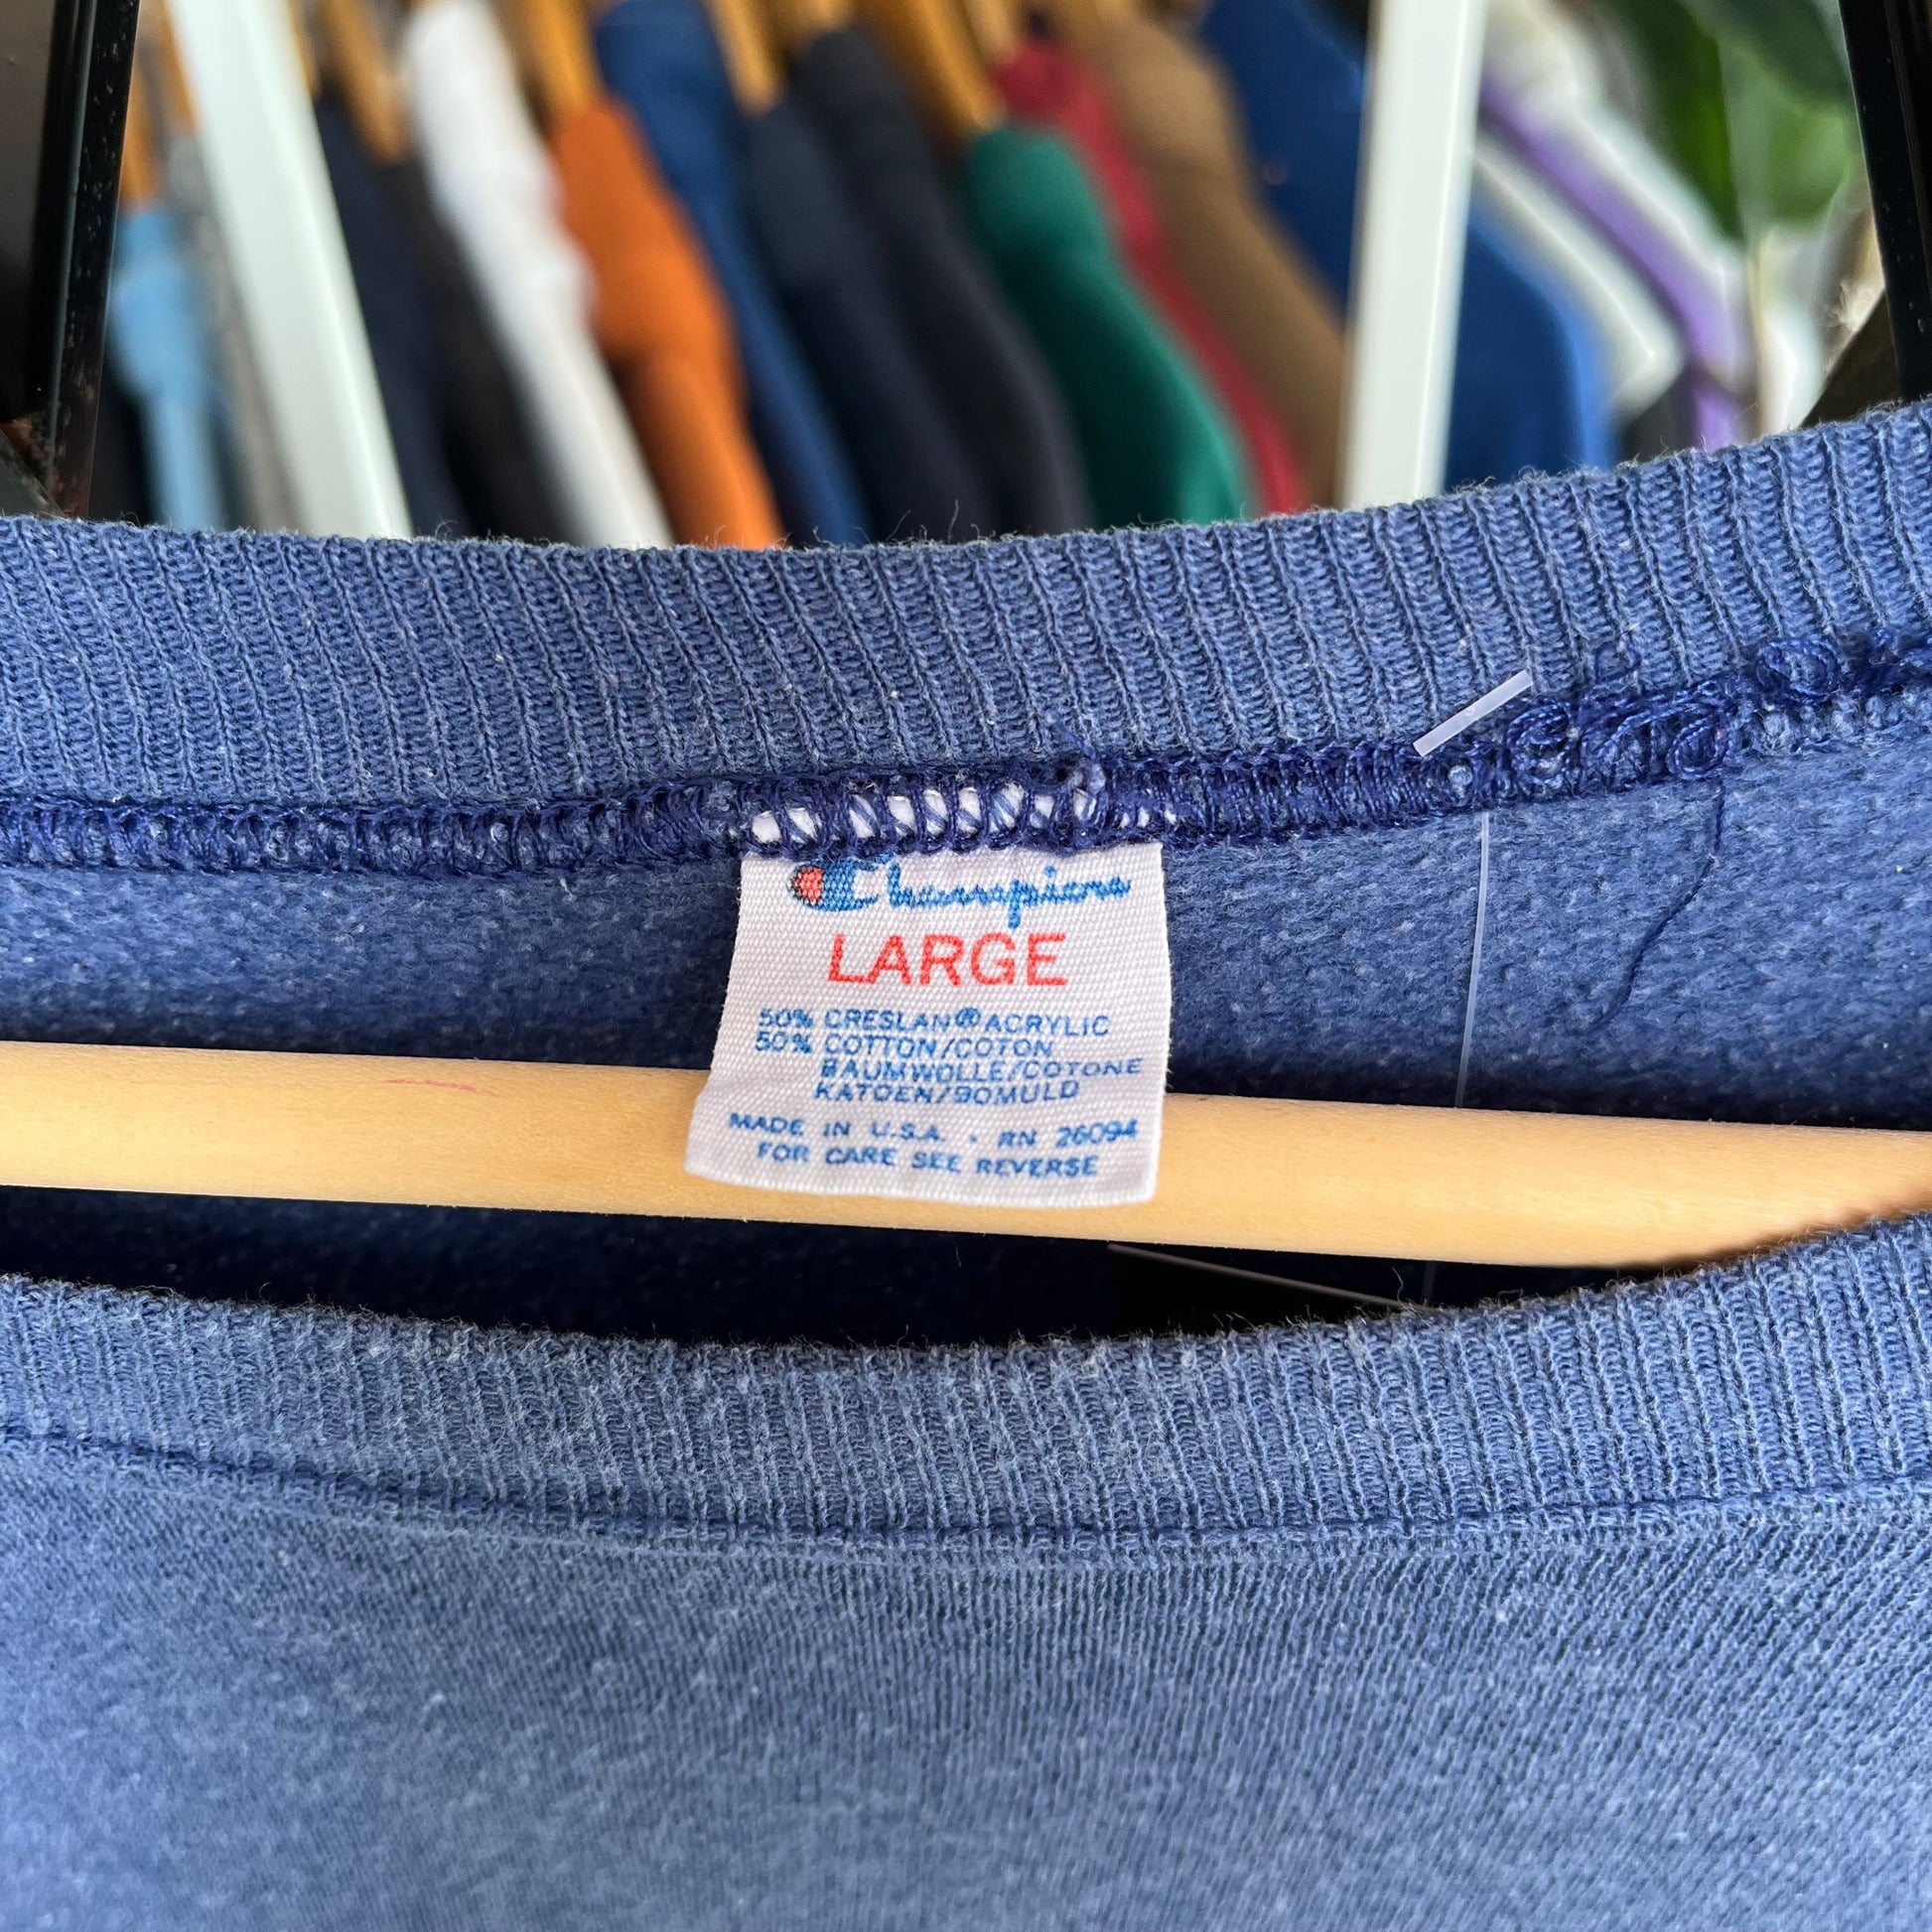 Champion
LARGE
50% CRESLAN® ACRYLIC
50% COTTON/COTON
BAUMWOLLE/COTONE
KATOEN/BOMULD
MADE IN U.S.A. • RN 26094
FOR CARE SEE REVERSE